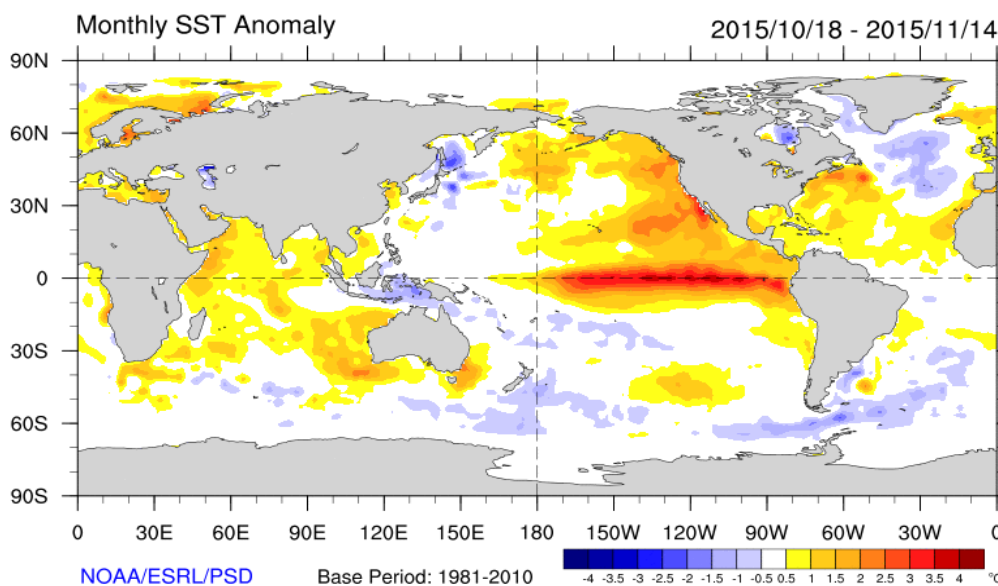 Monthly SST Anomaly 2015/10/18 - 2015/11/14
90N
60N
30N
0
30S
60S
90S
0 30E 60E 90E 120E 150E 180 150W 120W 90W 60W 30W 0
-4 -3.5 -3 -2.5 -2 -1.5 -1 -0.5 0.5 1 1.5 2 2.5 3 3.5 4
NOAA/ESRL/PSD Base Period: 1981-2010